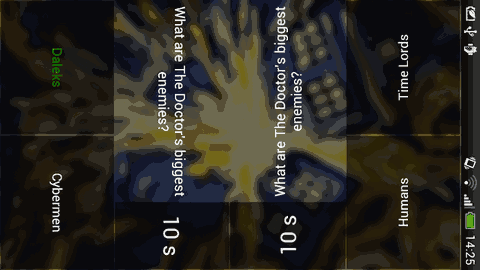 14:25
Time Lords
Humans
What are The Doctor's biggest
enemies?
10 s
What are The Doctor's biggest
enemies?
10 s
Daleks
Cybermen